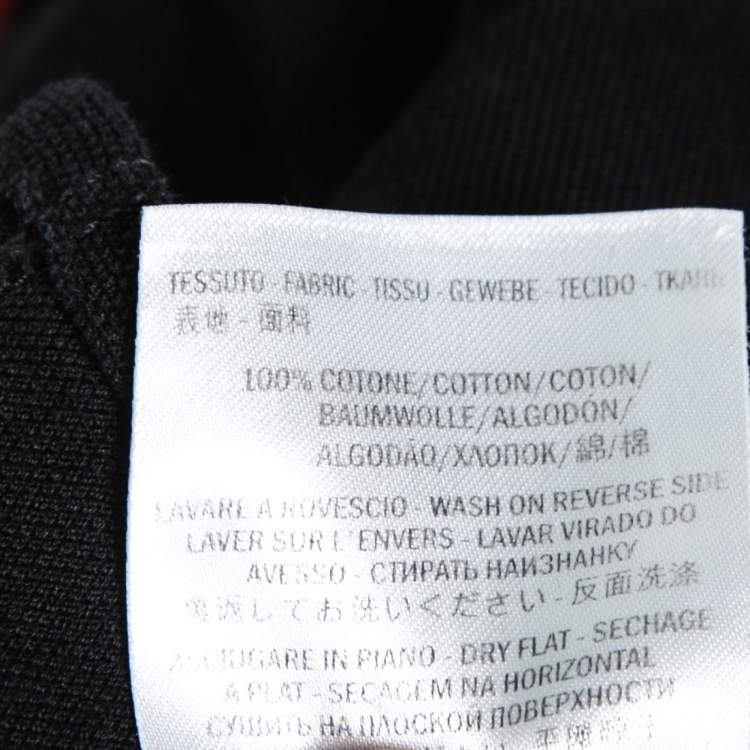 TESSUTO - FABRIC TISSU - GEWEBE - TECIDO - ТКАНЬ
表地 - 面料
100% COTONE/COTTON/COTON/
BAUMWOLLE/ALGODÓN/
ALGODÃO/ХЛОПОК/綿/棉
LAVARE A ROVESCIO - WASH ON REVERSE SIDE
LAVER SUR L'ENVERS - LAVAR VIRADO DO
AVESSO - СТИРАТЬ НАИЗНАНКУ
裏返してお洗いください - 反面洗涤
ASCIUGARE IN PIANO - DRY FLAT - SECHAGE
A PLAT - SECAGEM NA HORIZONTAL
СУШИТЬ НА ПЛОСКОЙ ПОВЕРХНОСТИ